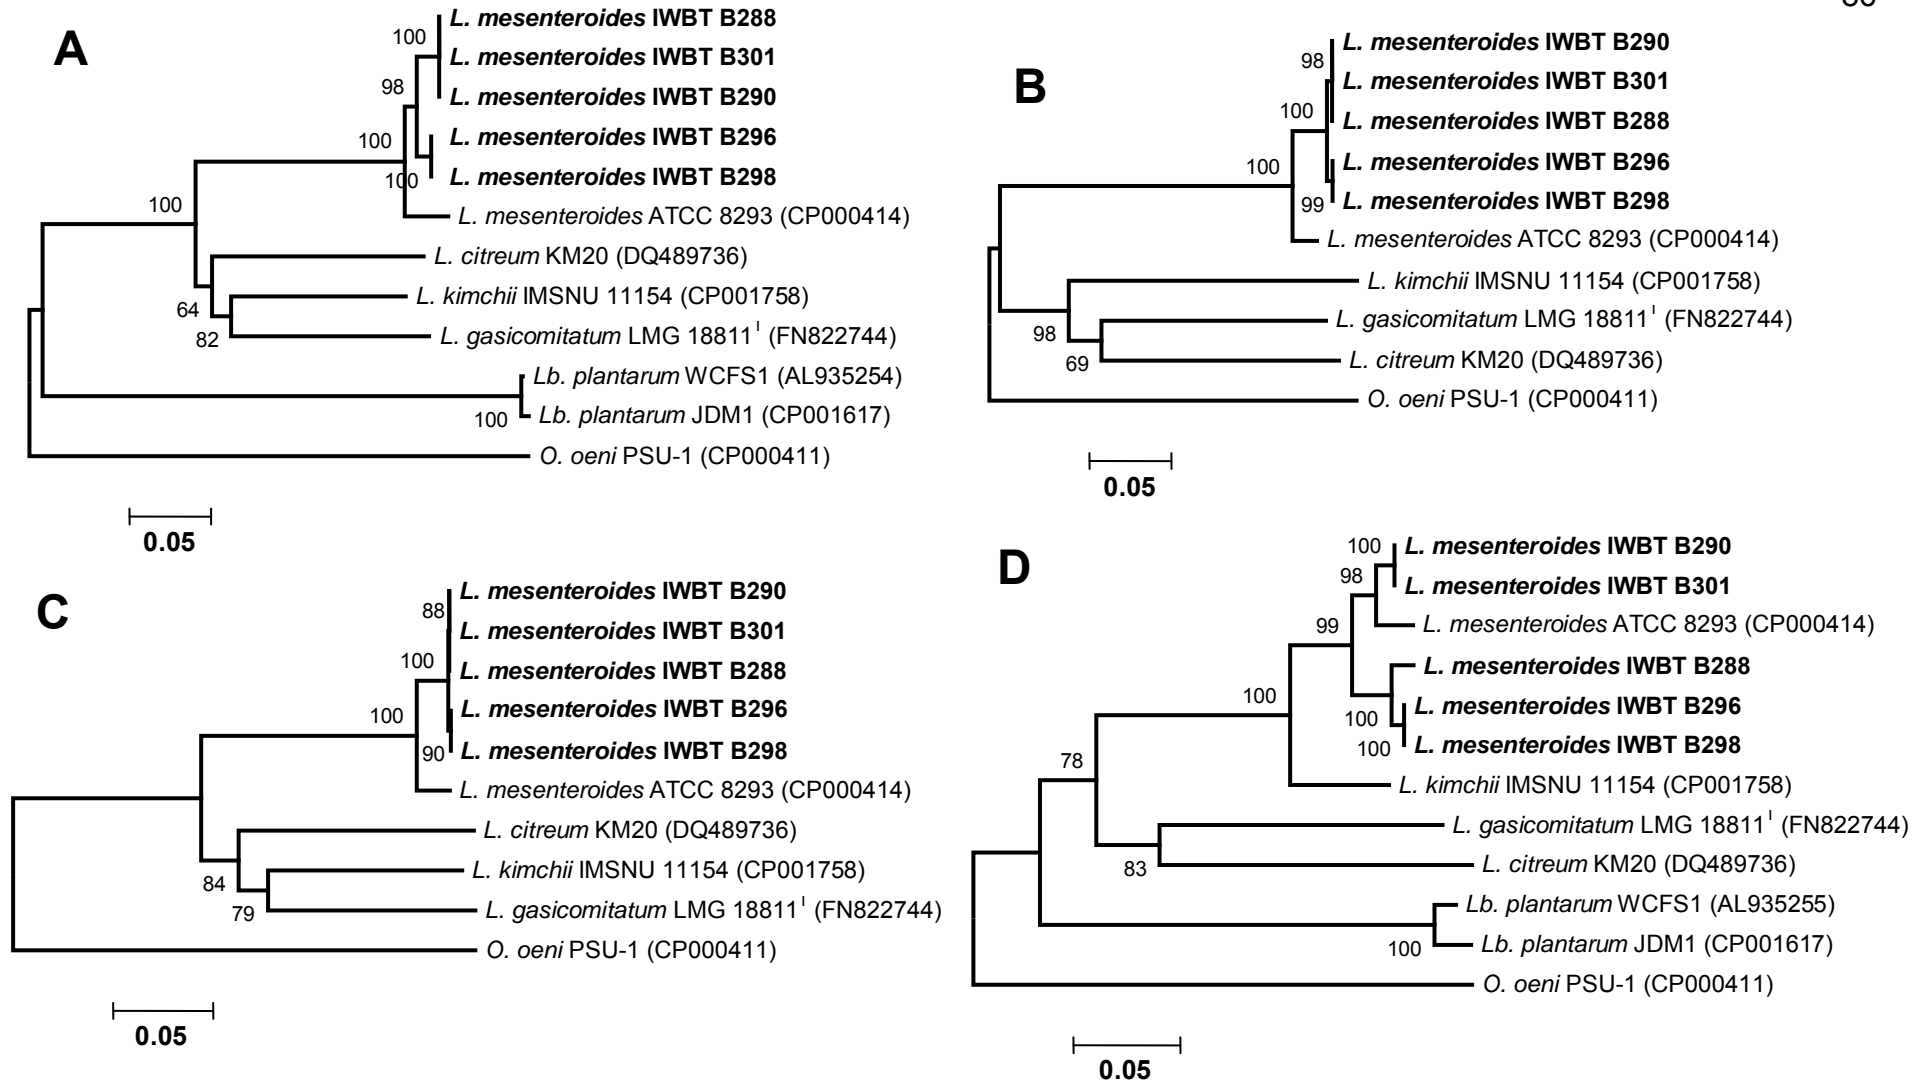 A
L. mesenteroides IWBT B288
100
L. mesenteroides IWBT B301
98
L. mesenteroides IWBT B290
100
L. mesenteroides IWBT B296
100
L. mesenteroides IWBT B298
100
L. mesenteroides ATCC 8293 (CP000414)
L. citreum KM20 (DQ489736)
64
L. kimchii IMSNU 11154 (CP001758)
82
L. gasicomitatum LMG 18811 (FN822744)
Lb. plantarum WCFS1 (AL935254)
100
Lb. plantarum JDM1 (CP001617)
O. oeni PSU-1 (CP000411)
0.05
B
L. mesenteroides IWBT B290
98
L. mesenteroides IWBT B301
100
L. mesenteroides IWBT B288
100
L. mesenteroides IWBT B296
99
L. mesenteroides IWBT B298
L. mesenteroides ATCC 8293 (CP000414)
L. kimchii IMSNU 11154 (CP001758)
98
L. gasicomitatum LMG 18811 (FN822744)
69
L. citreum KM20 (DQ489736)
O. oeni PSU-1 (CP000411)
0.05
C
L. mesenteroides IWBT B290
88
L. mesenteroides IWBT B301
100
L. mesenteroides IWBT B288
100
L. mesenteroides IWBT B296
90
L. mesenteroides IWBT B298
L. mesenteroides ATCC 8293 (CP000414)
L. citreum KM20 (DQ489736)
84
L. kimchii IMSNU 11154 (CP001758)
79
L. gasicomitatum LMG 18811 (FN822744)
O. oeni PSU-1 (CP000411)
0.05
D
100
L. mesenteroides IWBT B290
98
L. mesenteroides IWBT B301
99
L. mesenteroides ATCC 8293 (CP000414)
L. mesenteroides IWBT B288
100
L. mesenteroides IWBT B296
100
100
L. mesenteroides IWBT B298
78
L. kimchii IMSNU 11154 (CP001758)
L. gasicomitatum LMG 18811 (FN822744)
83
L. citreum KM20 (DQ489736)
Lb. plantarum WCFS1 (AL935255)
100
Lb. plantarum JDM1 (CP001617)
O. oeni PSU-1 (CP000411)
0.05